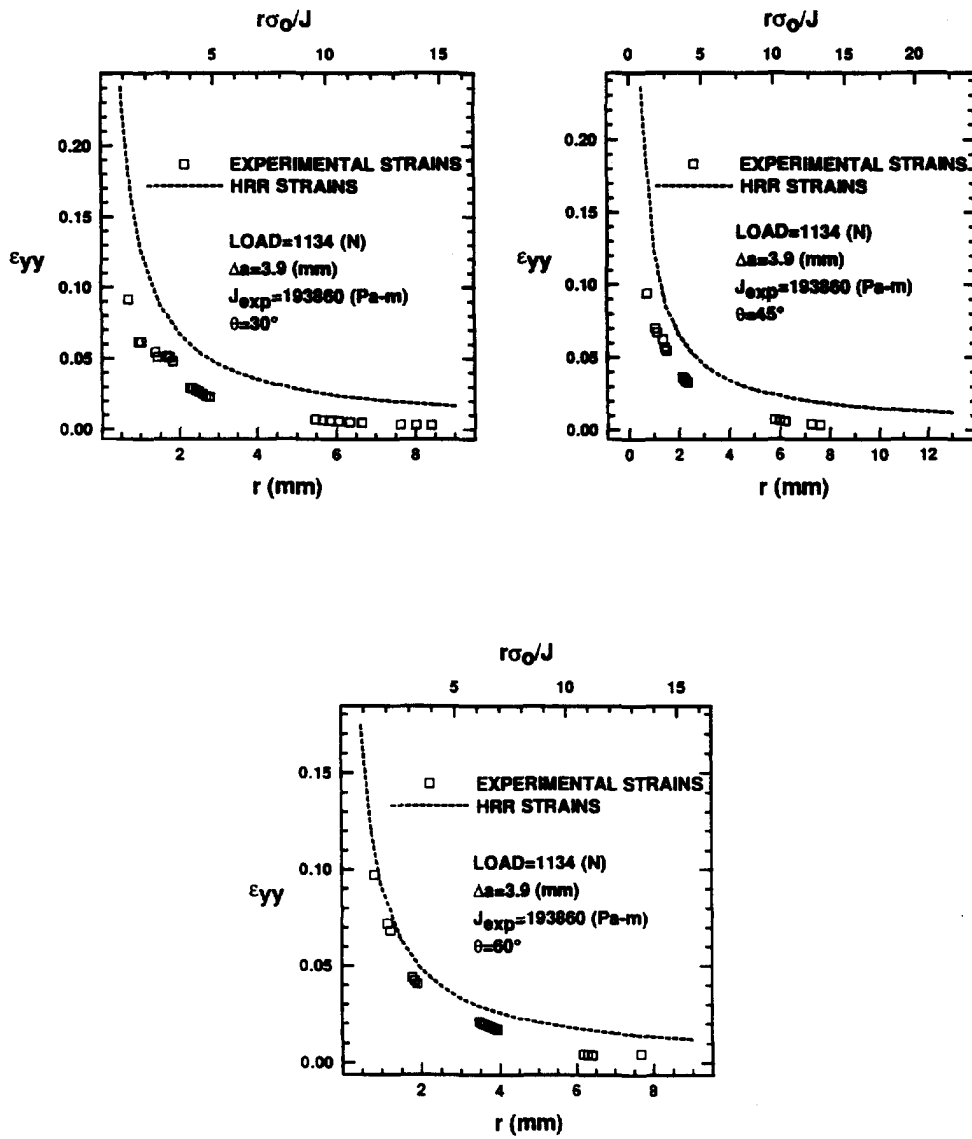 rσo/J
5 10 15
0.20
0.15
0.10
0.05
0.00
εyy
EXPERIMENTAL STRAINS
HRR STRAINS
LOAD=1134 (N)
Δa=3.9 (mm)
Jexp=193860 (Pa-m)
θ=30°
2 4 6 8
r (mm)
rσo/J
0 5 10 15 20
0.20
0.15
0.10
0.05
0.00
εyy
EXPERIMENTAL STRAINS
HRR STRAINS
LOAD=1134 (N)
Δa=3.9 (mm)
Jexp=193860 (Pa-m)
θ=45°
0 2 4 6 8 10 12
r (mm)
rσo/J
5 10 15
0.15
0.10
0.05
0.00
εyy
EXPERIMENTAL STRAINS
HRR STRAINS
LOAD=1134 (N)
Δa=3.9 (mm)
Jexp=193860 (Pa-m)
θ=60°
2 4 6 8
r (mm)